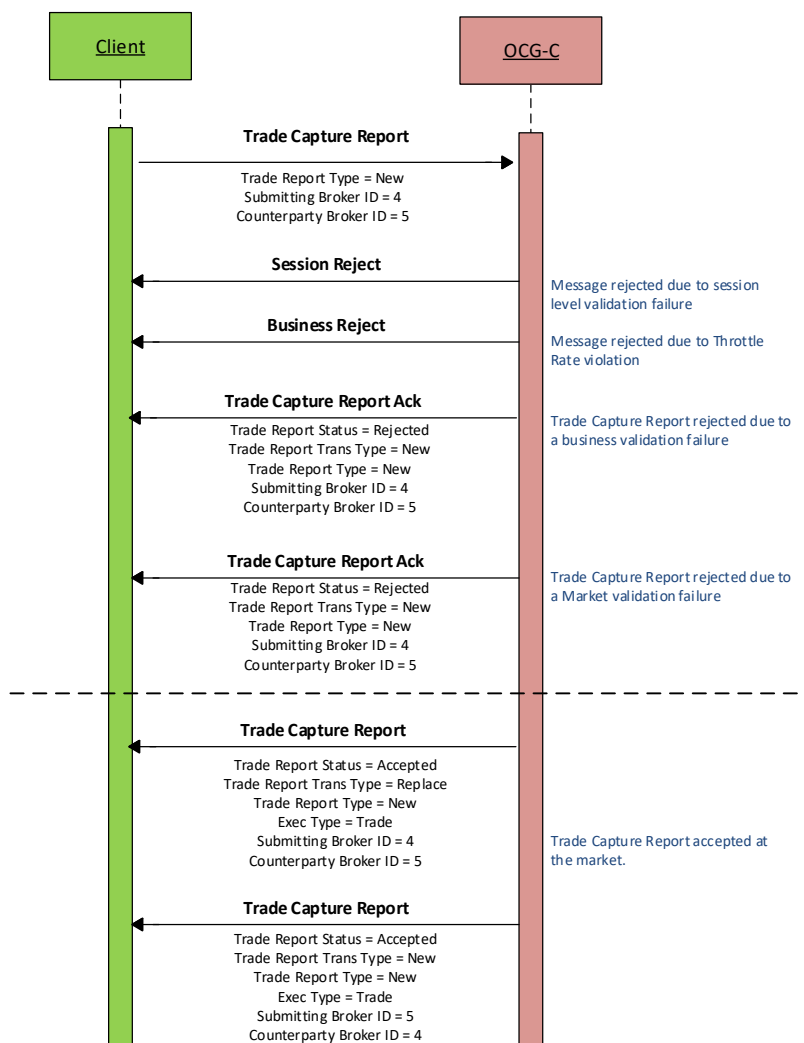 Client
OCG-C
Trade Capture Report
Trade Report Type = New
Submitting Broker ID = 4
Counterparty Broker ID = 5
Session Reject
Message rejected due to session
level validation failure
Business Reject
Message rejected due to Throttle
Rate violation
Trade Capture Report Ack
Trade Report Status = Rejected
Trade Report Trans Type = New
Trade Report Type = New
Submitting Broker ID = 4
Counterparty Broker ID = 5
Trade Capture Report rejected due to
a business validation failure
Trade Capture Report Ack
Trade Report Status = Rejected
Trade Report Trans Type = New
Trade Report Type = New
Submitting Broker ID = 4
Counterparty Broker ID = 5
Trade Capture Report rejected due to
a Market validation failure
Trade Capture Report
Trade Report Status = Accepted
Trade Report Trans Type = Replace
Trade Report Type = New
Exec Type = Trade
Submitting Broker ID = 4
Counterparty Broker ID = 5
Trade Capture Report accepted at
the market.
Trade Capture Report
Trade Report Status = Accepted
Trade Report Trans Type = New
Trade Report Type = New
Exec Type = Trade
Submitting Broker ID = 5
Counterparty Broker ID = 4